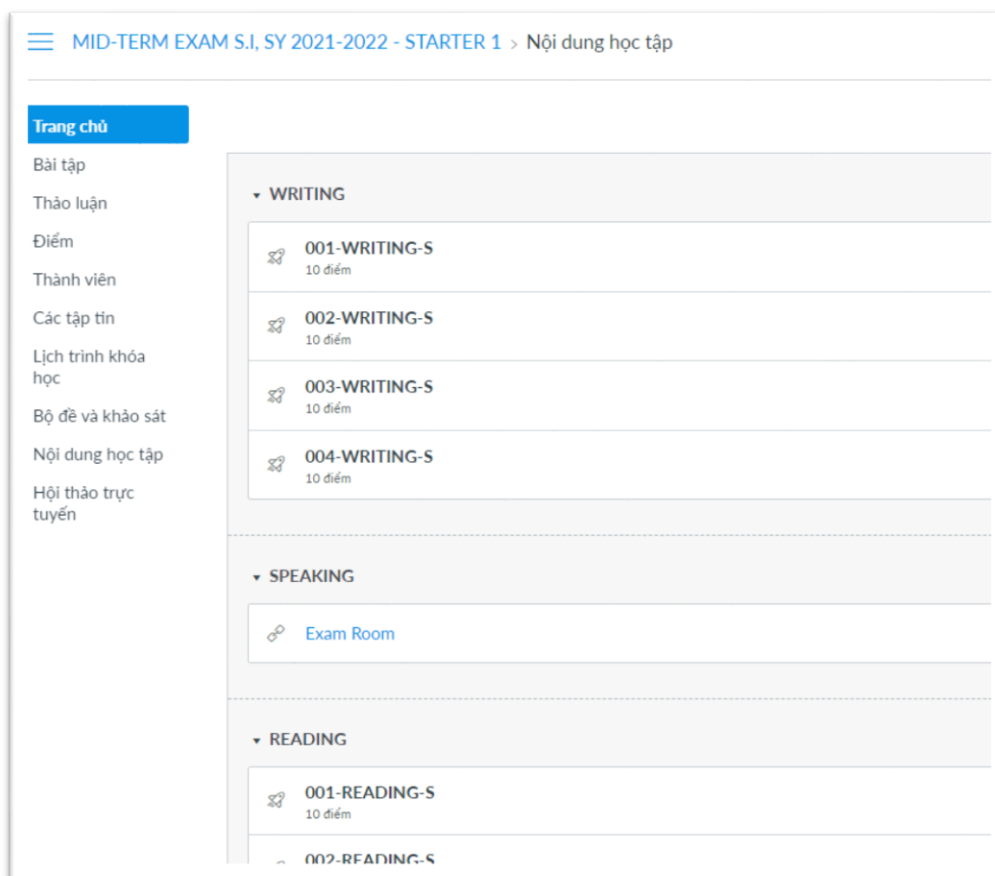 MID-TERM EXAM S.I, SY 2021-2022 - STARTER 1 > Nội dung học tập
Trang chủ
Bài tập
Thảo luận
Điểm
Thành viên
Các tập tin
Lịch trình khóa
học
Bộ đề và khảo sát
Nội dung học tập
Hội thảo trực
tuyến
WRITING
001-WRITING-S
10 điểm
002-WRITING-S
10 điểm
003-WRITING-S
10 điểm
004-WRITING-S
10 điểm
SPEAKING
Exam Room
READING
001-READING-S
10 điểm
002-READING-S